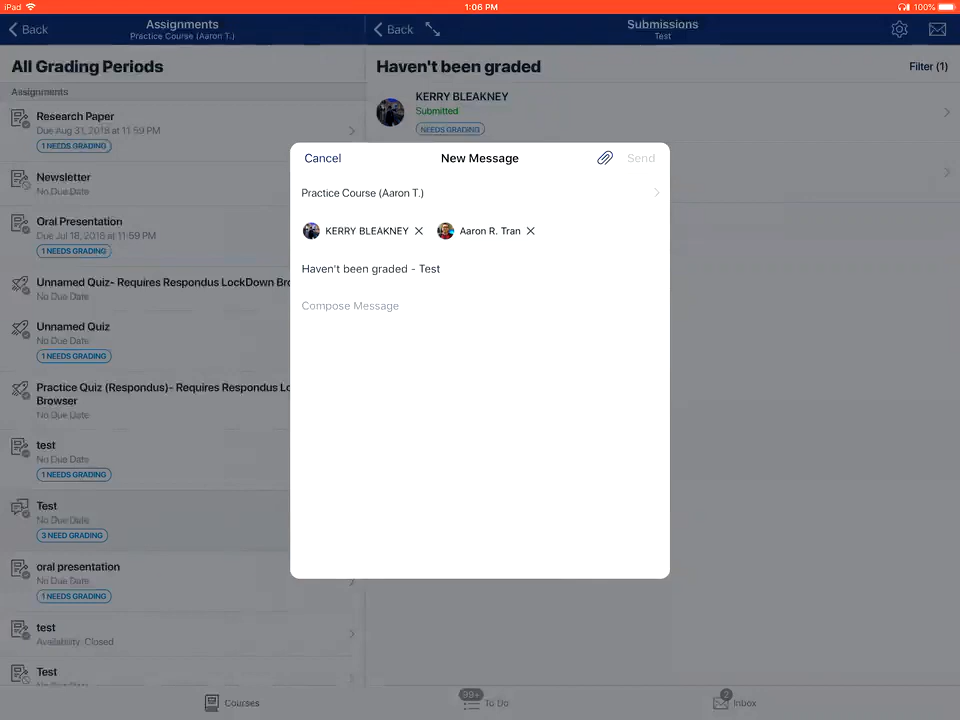 iPad
1:06 PM
100%
Back
Assignments
Practice Course (Aaron T.)
Back
Submissions
Test
All Grading Periods
Assignments
Research Paper
Due Aug 31, 2018 at 11:59 PM
1 NEEDS GRADING
Newsletter
No Due Date
Oral Presentation
Due Jul 18, 2018 at 11:59 PM
1 NEEDS GRADING
Unnamed Quiz- Requires Respondus LockDown Bro
No Due Date
Unnamed Quiz
No Due Date
1 NEEDS GRADING
Practice Quiz (Respondus)- Requires Respondus Lo
Browser
No Due Date
test
No Due Date
1 NEEDS GRADING
Test
No Due Date
3 NEED GRADING
oral presentation
No Due Date
1 NEEDS GRADING
test
Availability: Closed
Test
No Due Date
Haven't been graded
Filter (1)
KERRY BLEAKNEY
Submitted
NEEDS GRADING
Cancel
New Message
Send
Practice Course (Aaron T.)
KERRY BLEAKNEY
Aaron R. Tran
Haven't been graded - Test
Compose Message
Courses
99+
To Do
2
Inbox